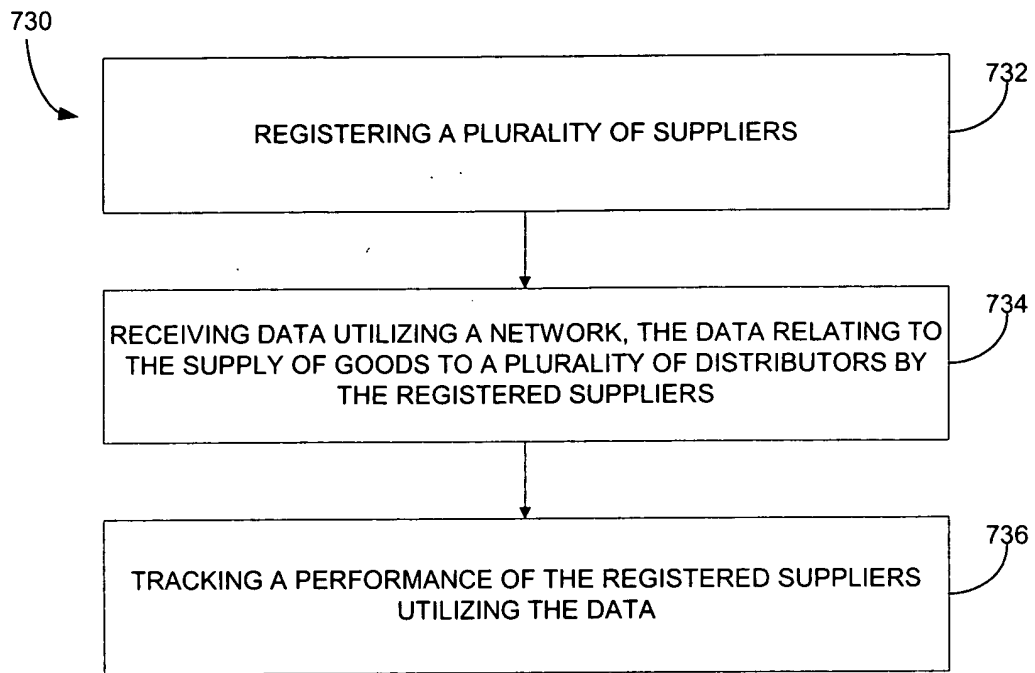 730
732
REGISTERING A PLURALITY OF SUPPLIERS
734
RECEIVING DATA UTILIZING A NETWORK, THE DATA RELATING TO
THE SUPPLY OF GOODS TO A PLURALITY OF DISTRIBUTORS BY
THE REGISTERED SUPPLIERS
736
TRACKING A PERFORMANCE OF THE REGISTERED SUPPLIERS
UTILIZING THE DATA